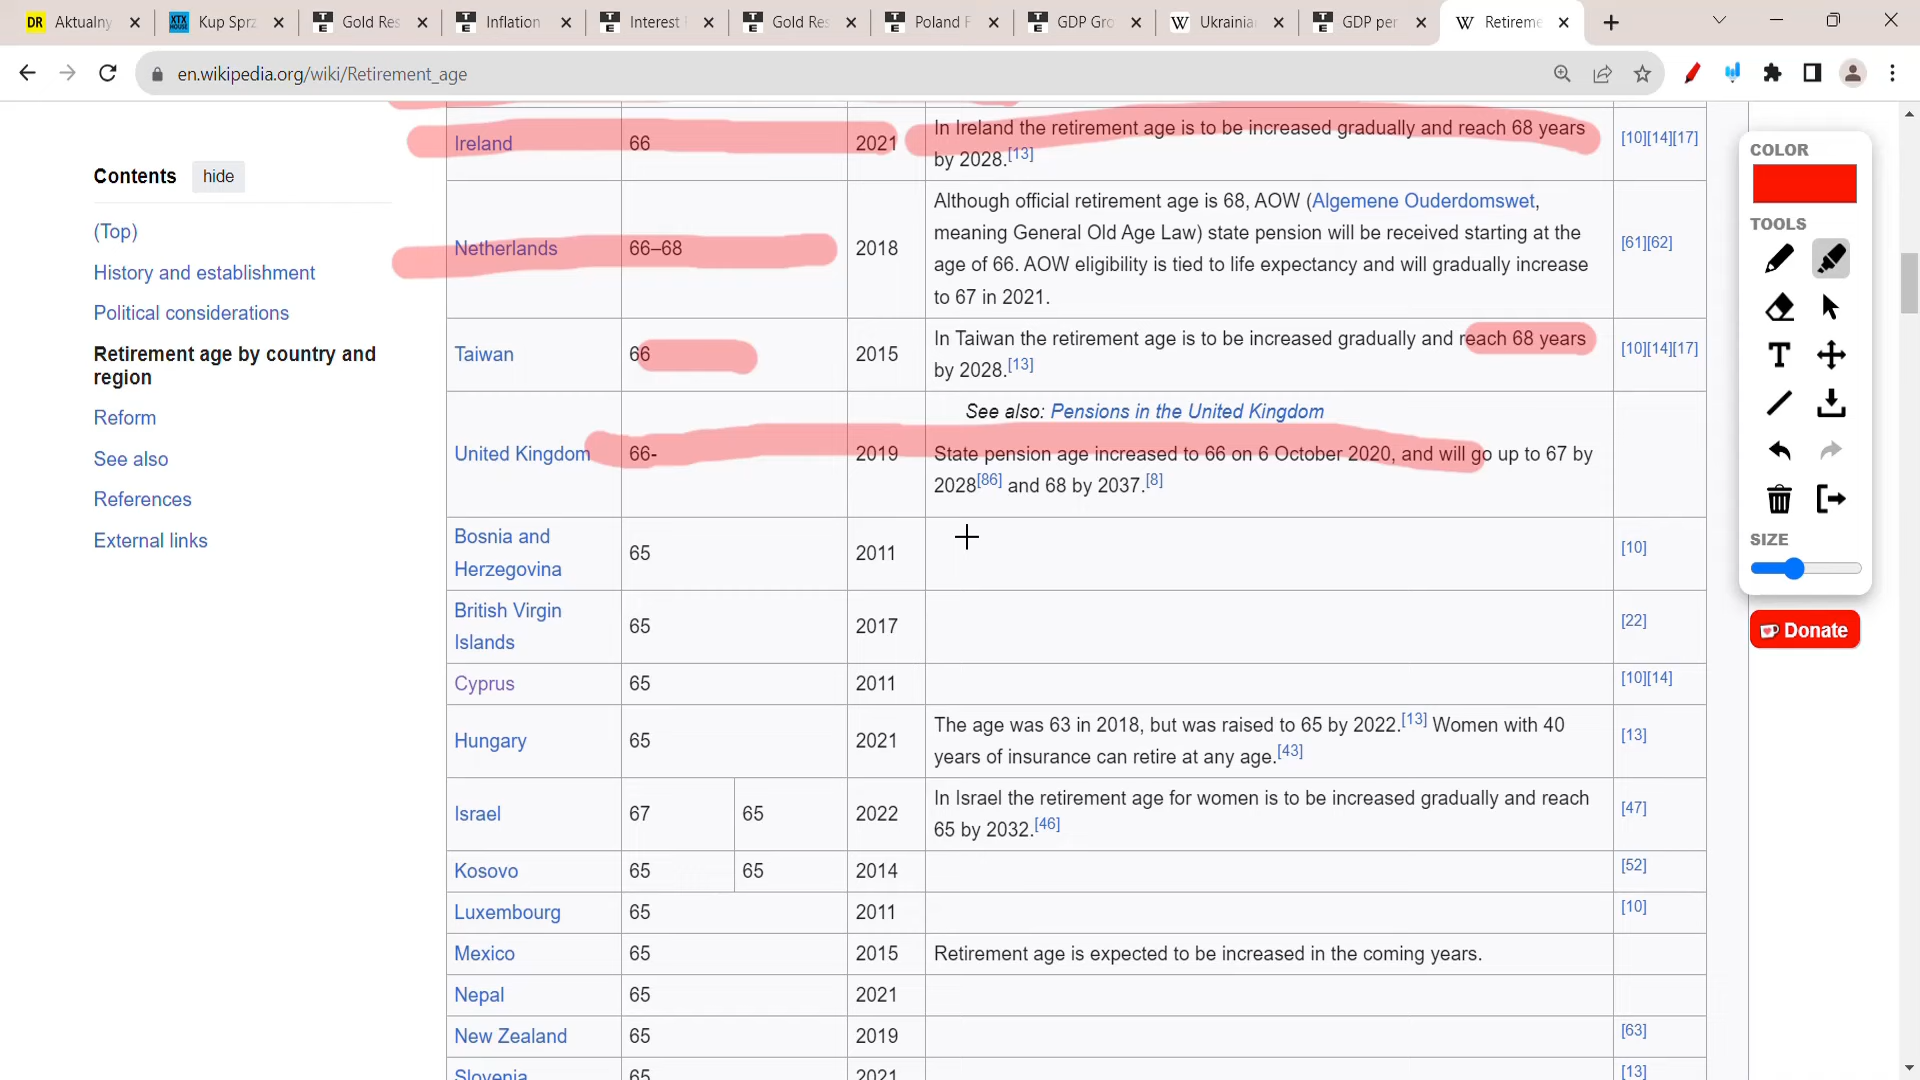 DR Aktualny
XTX HOUSE Kup Sprz
TE Gold Res
TE Inflation
TE Interest
TE Gold Res
TE Poland F
TE GDP Gro
W Ukrainia
TE GDP per
W Retireme
en.wikipedia.org/wiki/Retirement_age
Contents hide
(Top)
History and establishment
Political considerations
Retirement age by country and
region
Reform
See also
References
External links
Ireland 66 2021 In Ireland the retirement age is to be increased gradually and reach 68 years
by 2028.[13] [10][14][17]
Netherlands 66–68 2018 Although official retirement age is 68, AOW (Algemene Ouderdomswet,
meaning General Old Age Law) state pension will be received starting at the
age of 66. AOW eligibility is tied to life expectancy and will gradually increase
to 67 in 2021. [61][62]
Taiwan 66 2015 In Taiwan the retirement age is to be increased gradually and reach 68 years
by 2028.[13] [10][14][17]
See also: Pensions in the United Kingdom
United Kingdom 66- 2019 State pension age increased to 66 on 6 October 2020, and will go up to 67 by
2028[86] and 68 by 2037.[8]
Bosnia and
Herzegovina 65 2011 [10]
British Virgin
Islands 65 2017 [22]
Cyprus 65 2011 [10][14]
Hungary 65 2021 The age was 63 in 2018, but was raised to 65 by 2022.[13] Women with 40
years of insurance can retire at any age.[43] [13]
Israel 67 65 2022 In Israel the retirement age for women is to be increased gradually and reach
65 by 2032.[46] [47]
Kosovo 65 65 2014 [52]
Luxembourg 65 2011 [10]
Mexico 65 2015 Retirement age is expected to be increased in the coming years.
Nepal 65 2021
New Zealand 65 2019 [63]
Slovenia 65 2021 [13]
COLOR
TOOLS
T
SIZE
Donate